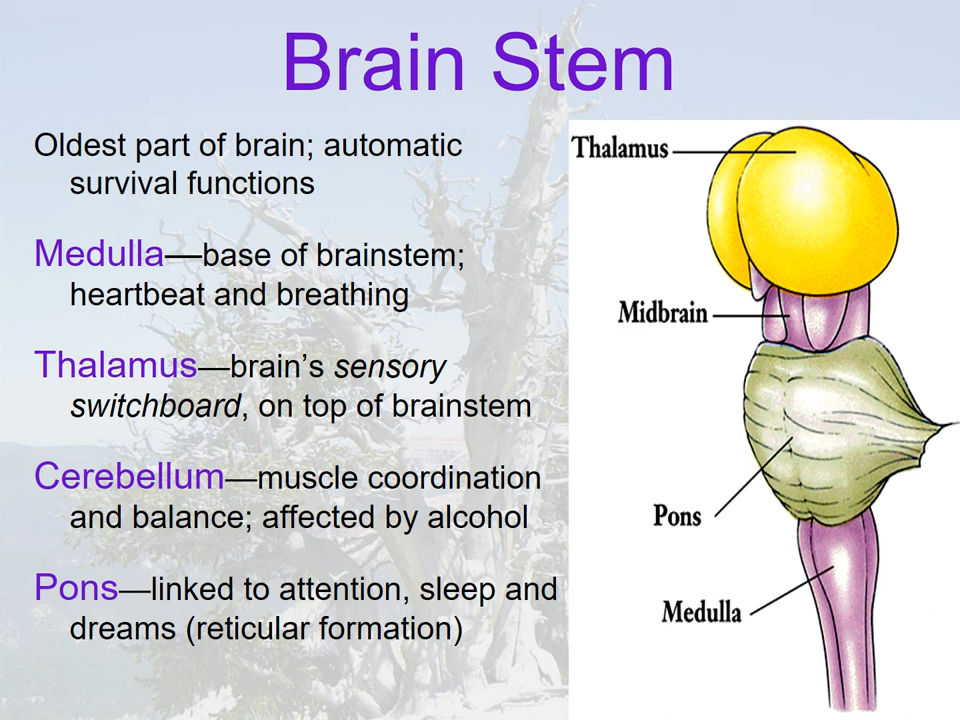 Brain Stem
Oldest part of brain; automatic
survival functions
Medulla—base of brainstem;
heartbeat and breathing
Thalamus—brain’s sensory
switchboard, on top of brainstem
Cerebellum—muscle coordination
and balance; affected by alcohol
Pons—linked to attention, sleep and
dreams (reticular formation)
Thalamus
Midbrain
Pons
Medulla